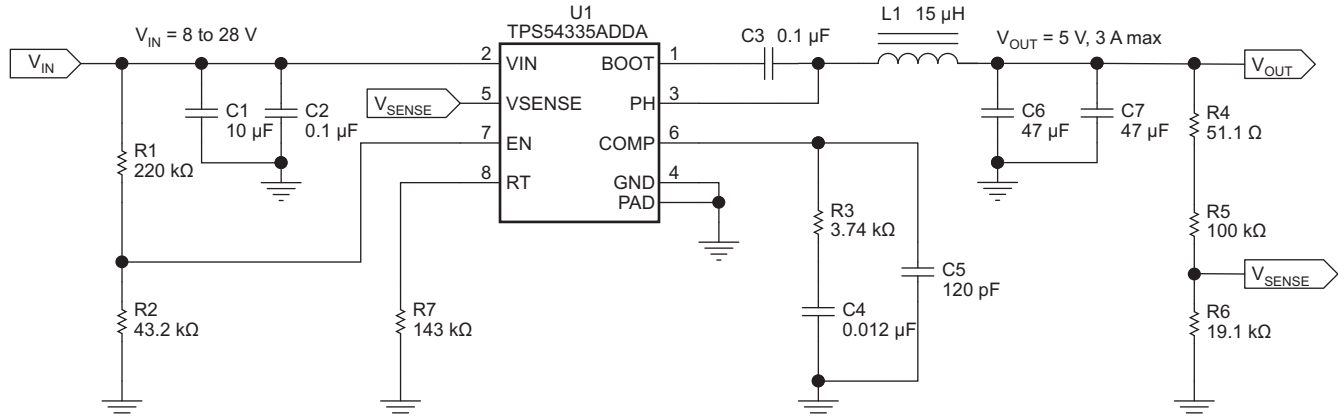 U1
TPS54335ADDA
L1 15 µH
V_IN = 8 to 28 V
C3 0.1 µF
V_OUT = 5 V, 3 A max
V_IN
2
VIN
BOOT
1
V_OUT
V_SENSE
5
VSENSE
PH
3
C1
10 µF
C2
0.1 µF
C6
47 µF
C7
47 µF
R4
51.1 Ω
7
EN
COMP
6
R1
220 kΩ
8
RT
GND
4
PAD
R3
3.74 kΩ
R5
100 kΩ
C5
120 pF
V_SENSE
R2
43.2 kΩ
R7
143 kΩ
C4
0.012 µF
R6
19.1 kΩ